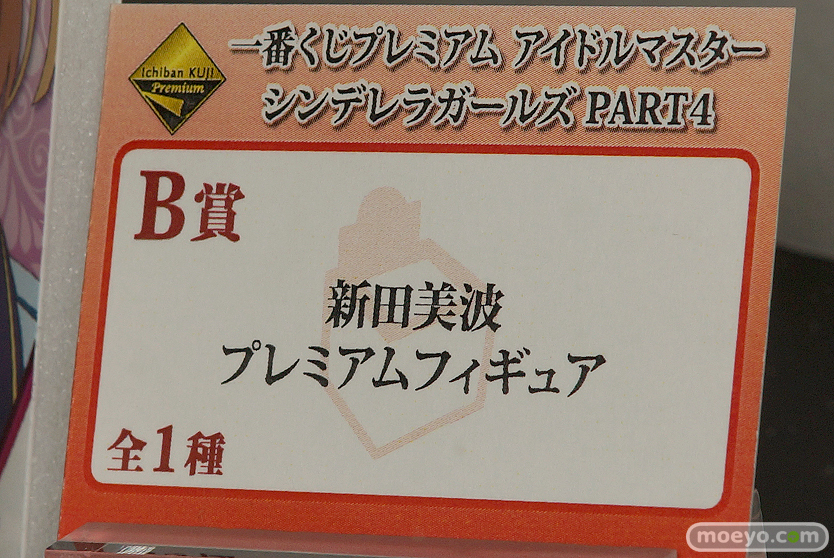 Ichiban KUJI
Premium
一番くじプレミアム アイドルマスター
シンデレラガールズ PART4
B賞
新田美波
プレミアムフィギュア
全1種
moeyo.com